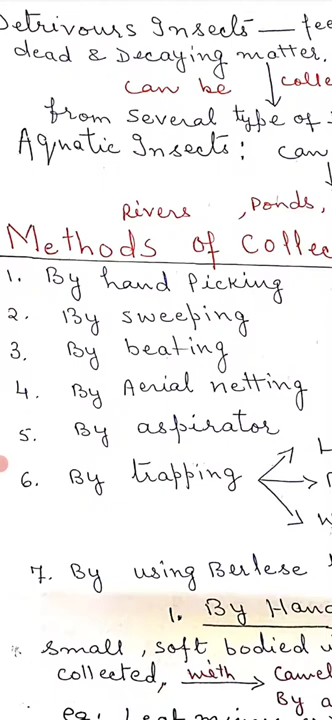 Detrivours Insects — fee
dead & Decaying matter.
can be colle
from several type of
Aquatic Insects: can
Rivers , Ponds,
Methods of Collec
1. By hand Picking
2. By sweeping
3. By beating
4. By Aerial netting
5. By aspirator
6. By trapping
7. By using Berlese
1. By Hand
small, soft bodied
collected, with → Camel
By a
eg: